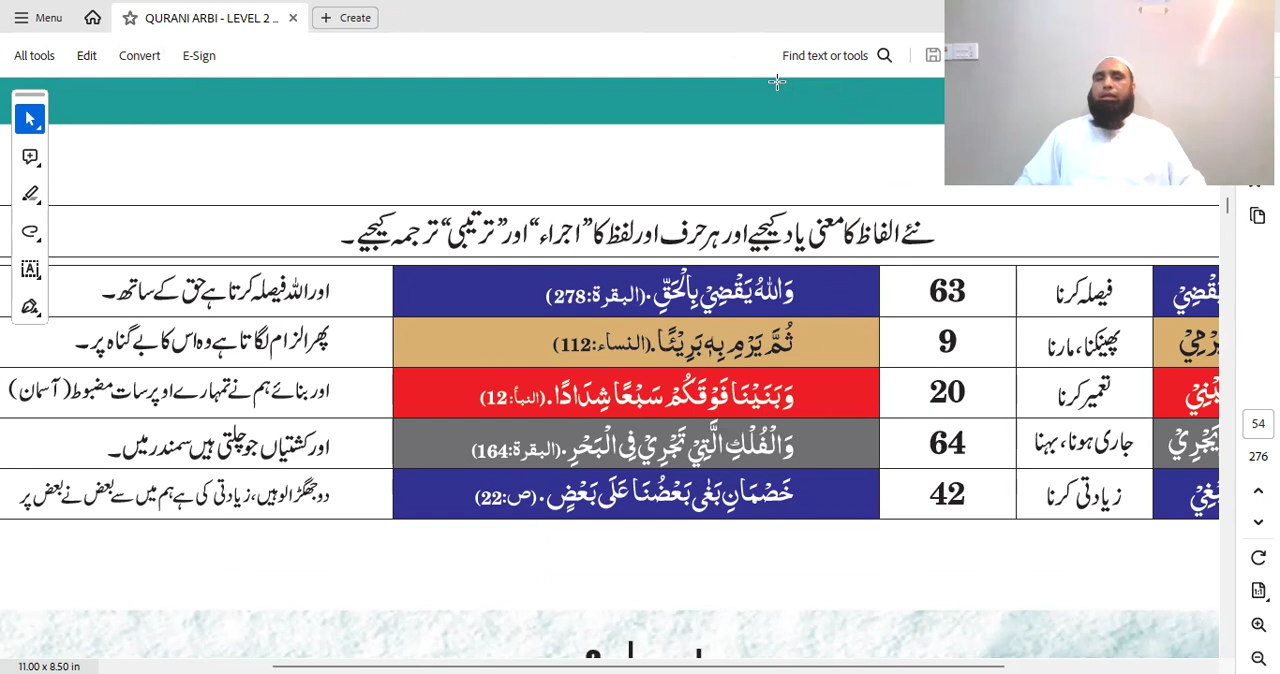 Menu
QURANI ARBI - LEVEL 2 ...
Create
All tools Edit Convert E-Sign
Find text or tools
نئے الفاظ کا معنی یاد کیجیے اور ہر حرف اور لفظ کا ”اجراء“ اور ”ترتیبی“ ترجمہ کیجیے۔
فیصلہ کرنا 63 وَاللهُ يَقْضِيْ بِالْحَقِّ. (البقرة:278) اور اللہ فیصلہ کرتا ہے حق کے ساتھ۔
پھینکنا، مارنا 9 ثُمَّ يَرْمِ بِهٖ بَرِيْٓـًٔا. (النساء:112) پھر الزام لگاتا ہے وہ اس کا بے گناہ پر۔
تعمیر کرنا 20 وَبَنَيْنَا فَوْقَكُمْ سَبْعًا شِدَادًا. (النبأ:12) اور بنائے ہم نے تمہارے اوپر سات مضبوط (آسمان)
يَجْرِيْ جاری ہونا، بہنا 64 وَالْفُلْكِ الَّتِيْ تَجْرِيْ فِى الْبَحْرِ. (البقرة:164) اور کشتیاں جو چلتی ہیں سمندر میں۔
زیادتی کرنا 42 خَصْمَانِ بَغٰى بَعْضُنَا عَلٰى بَعْضٍ. (ص:22) دو جھگڑالو ہیں، زیادتی کی ہے ہم میں سے بعض نے بعض پر
54
276
11.00 x 8.50 in